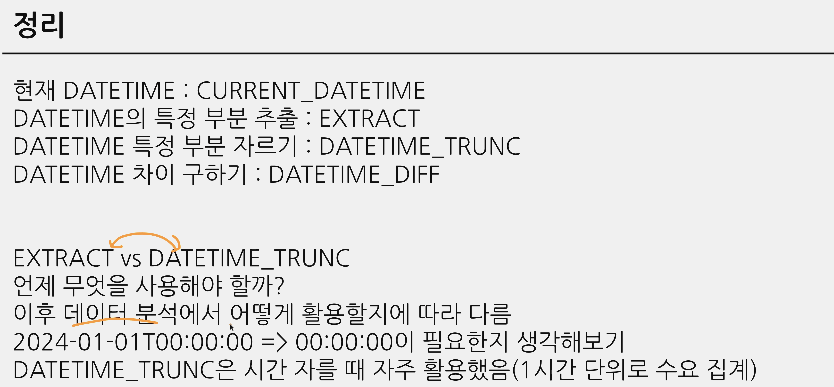 정리
현재 DATETIME : CURRENT_DATETIME
DATETIME의 특정 부분 추출 : EXTRACT
DATETIME 특정 부분 자르기 : DATETIME_TRUNC
DATETIME 차이 구하기 : DATETIME_DIFF
EXTRACT vs DATETIME_TRUNC
언제 무엇을 사용해야 할까?
이후 데이터 분석에서 어떻게 활용할지에 따라 다름
2024-01-01T00:00:00 => 00:00:00이 필요한지 생각해보기
DATETIME_TRUNC은 시간 자를 때 자주 활용했음(1시간 단위로 수요 집계)